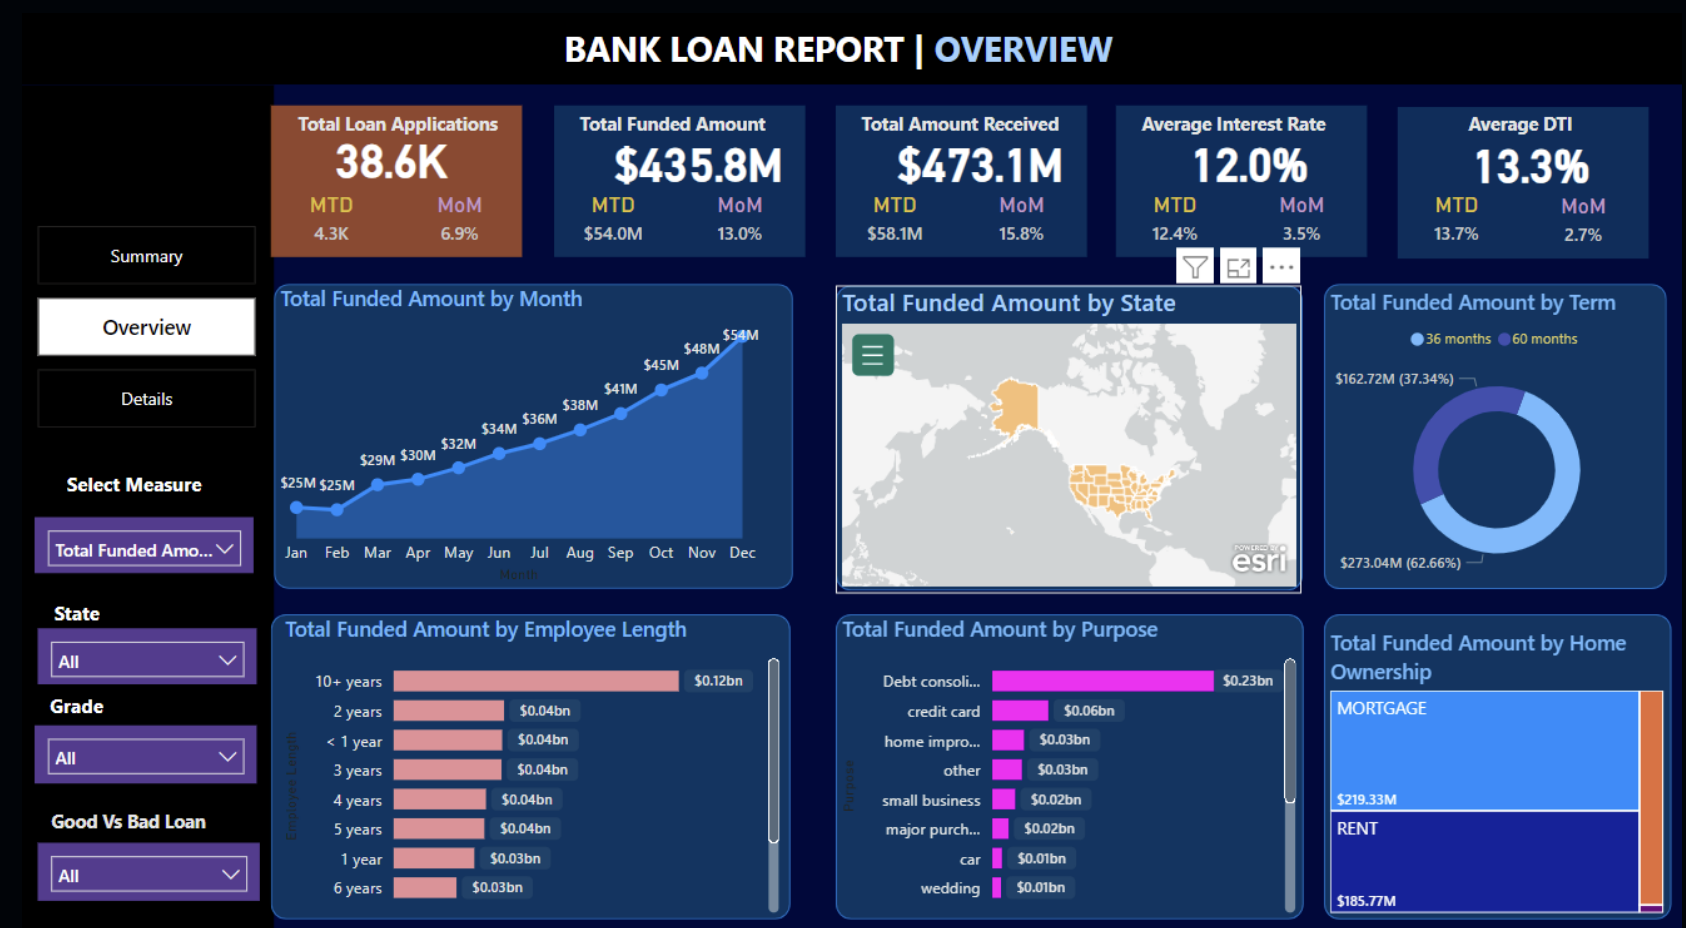 BANK LOAN REPORT | OVERVIEW
Total Loan Applications
38.6K
MTD MoM
4.3K 6.9%
Total Funded Amount
$435.8M
MTD MoM
$54.0M 13.0%
Total Amount Received
$473.1M
MTD MoM
$58.1M 15.8%
Average Interest Rate
12.0%
MTD MoM
12.4% 3.5%
Average DTI
13.3%
MTD MoM
13.7% 2.7%
Summary
Overview
Details
Select Measure
Total Funded Amo...
State
All
Grade
All
Good Vs Bad Loan
All
Total Funded Amount by Month
$25M $25M $29M $30M $32M $34M $36M $38M $41M $45M $48M $54M
Jan Feb Mar Apr May Jun Jul Aug Sep Oct Nov Dec
Month
Total Funded Amount by State
POWERED BY
esri
Total Funded Amount by Term
36 months 60 months
$162.72M (37.34%)
$273.04M (62.66%)
Total Funded Amount by Employee Length
Employee Length
10+ years $0.12bn
2 years $0.04bn
< 1 year $0.04bn
3 years $0.04bn
4 years $0.04bn
5 years $0.04bn
1 year $0.03bn
6 years $0.03bn
Total Funded Amount by Purpose
Purpose
Debt consoli... $0.23bn
credit card $0.06bn
home impro... $0.03bn
other $0.03bn
small business $0.02bn
major purch... $0.02bn
car $0.01bn
wedding $0.01bn
Total Funded Amount by Home
Ownership
MORTGAGE
$219.33M
RENT
$185.77M